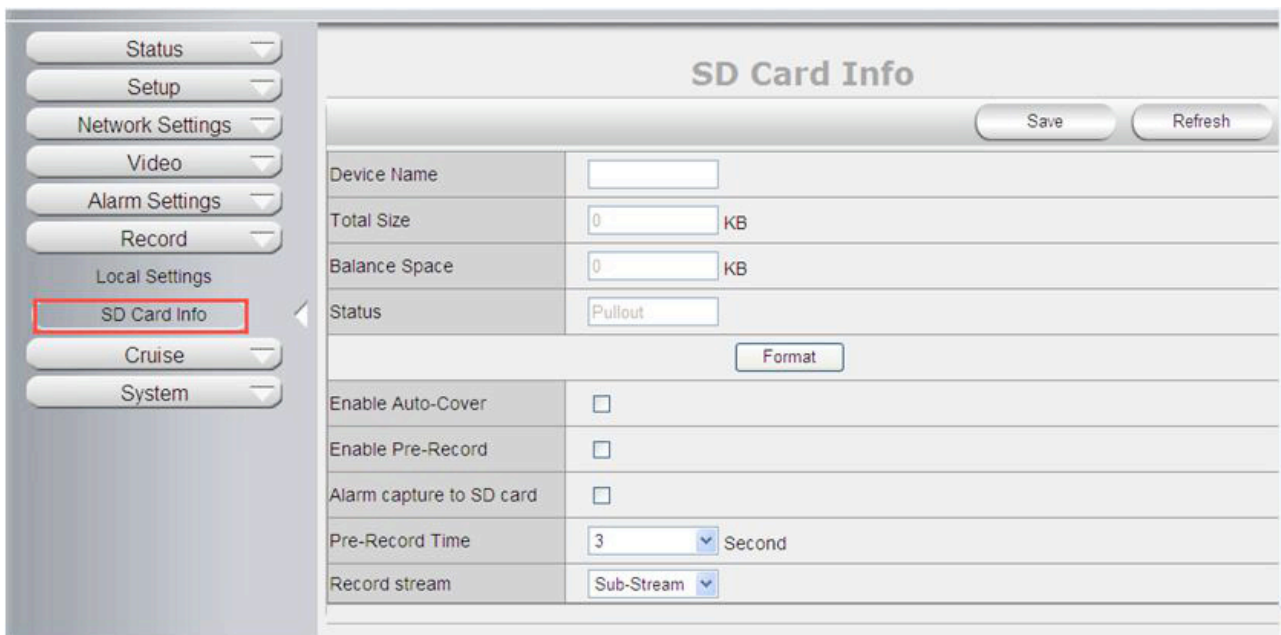 Status
Setup
Network Settings
Video
Alarm Settings
Record
Local Settings
SD Card Info
Cruise
System
SD Card Info
Save Refresh
Device Name
Total Size 0 KB
Balance Space 0 KB
Status Pullout
Format
Enable Auto-Cover
Enable Pre-Record
Alarm capture to SD card
Pre-Record Time 3 Second
Record stream Sub-Stream